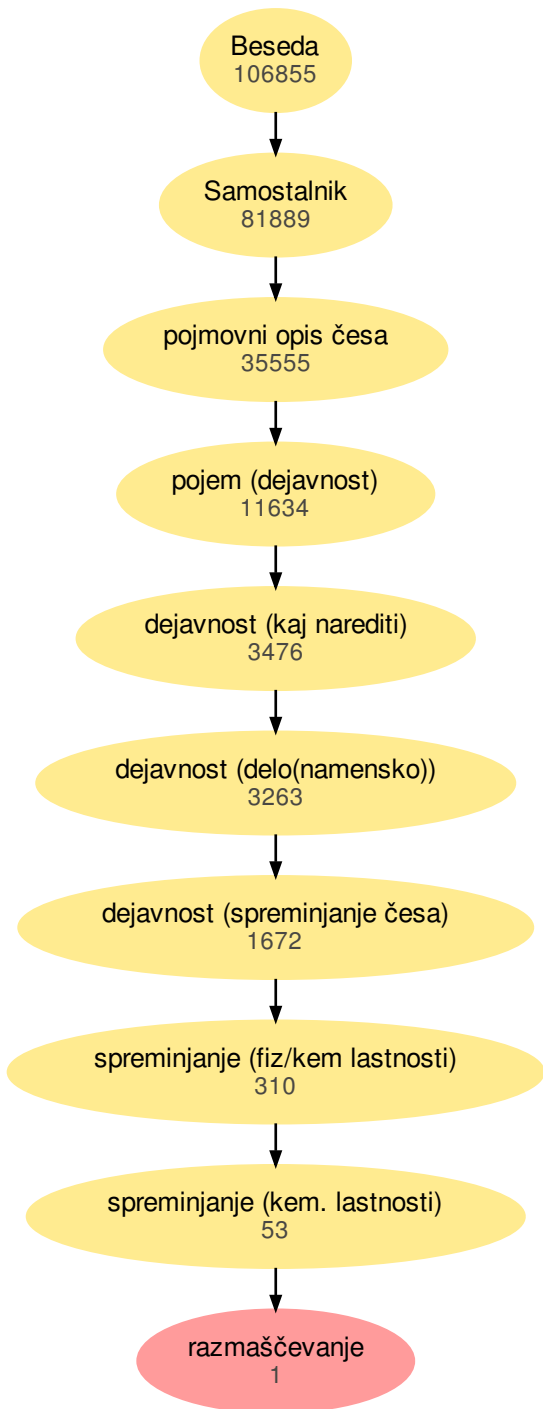 Beseda
106855
Samostalnik
81889
pojmovni opis česa
35555
pojem (dejavnost)
11634
dejavnost (kaj narediti)
3476
dejavnost (delo(namensko))
3263
dejavnost (spreminjanje česa)
1672
spreminjanje (fiz/kem lastnosti)
310
spreminjanje (kem. lastnosti)
53
razmaščevanje
1